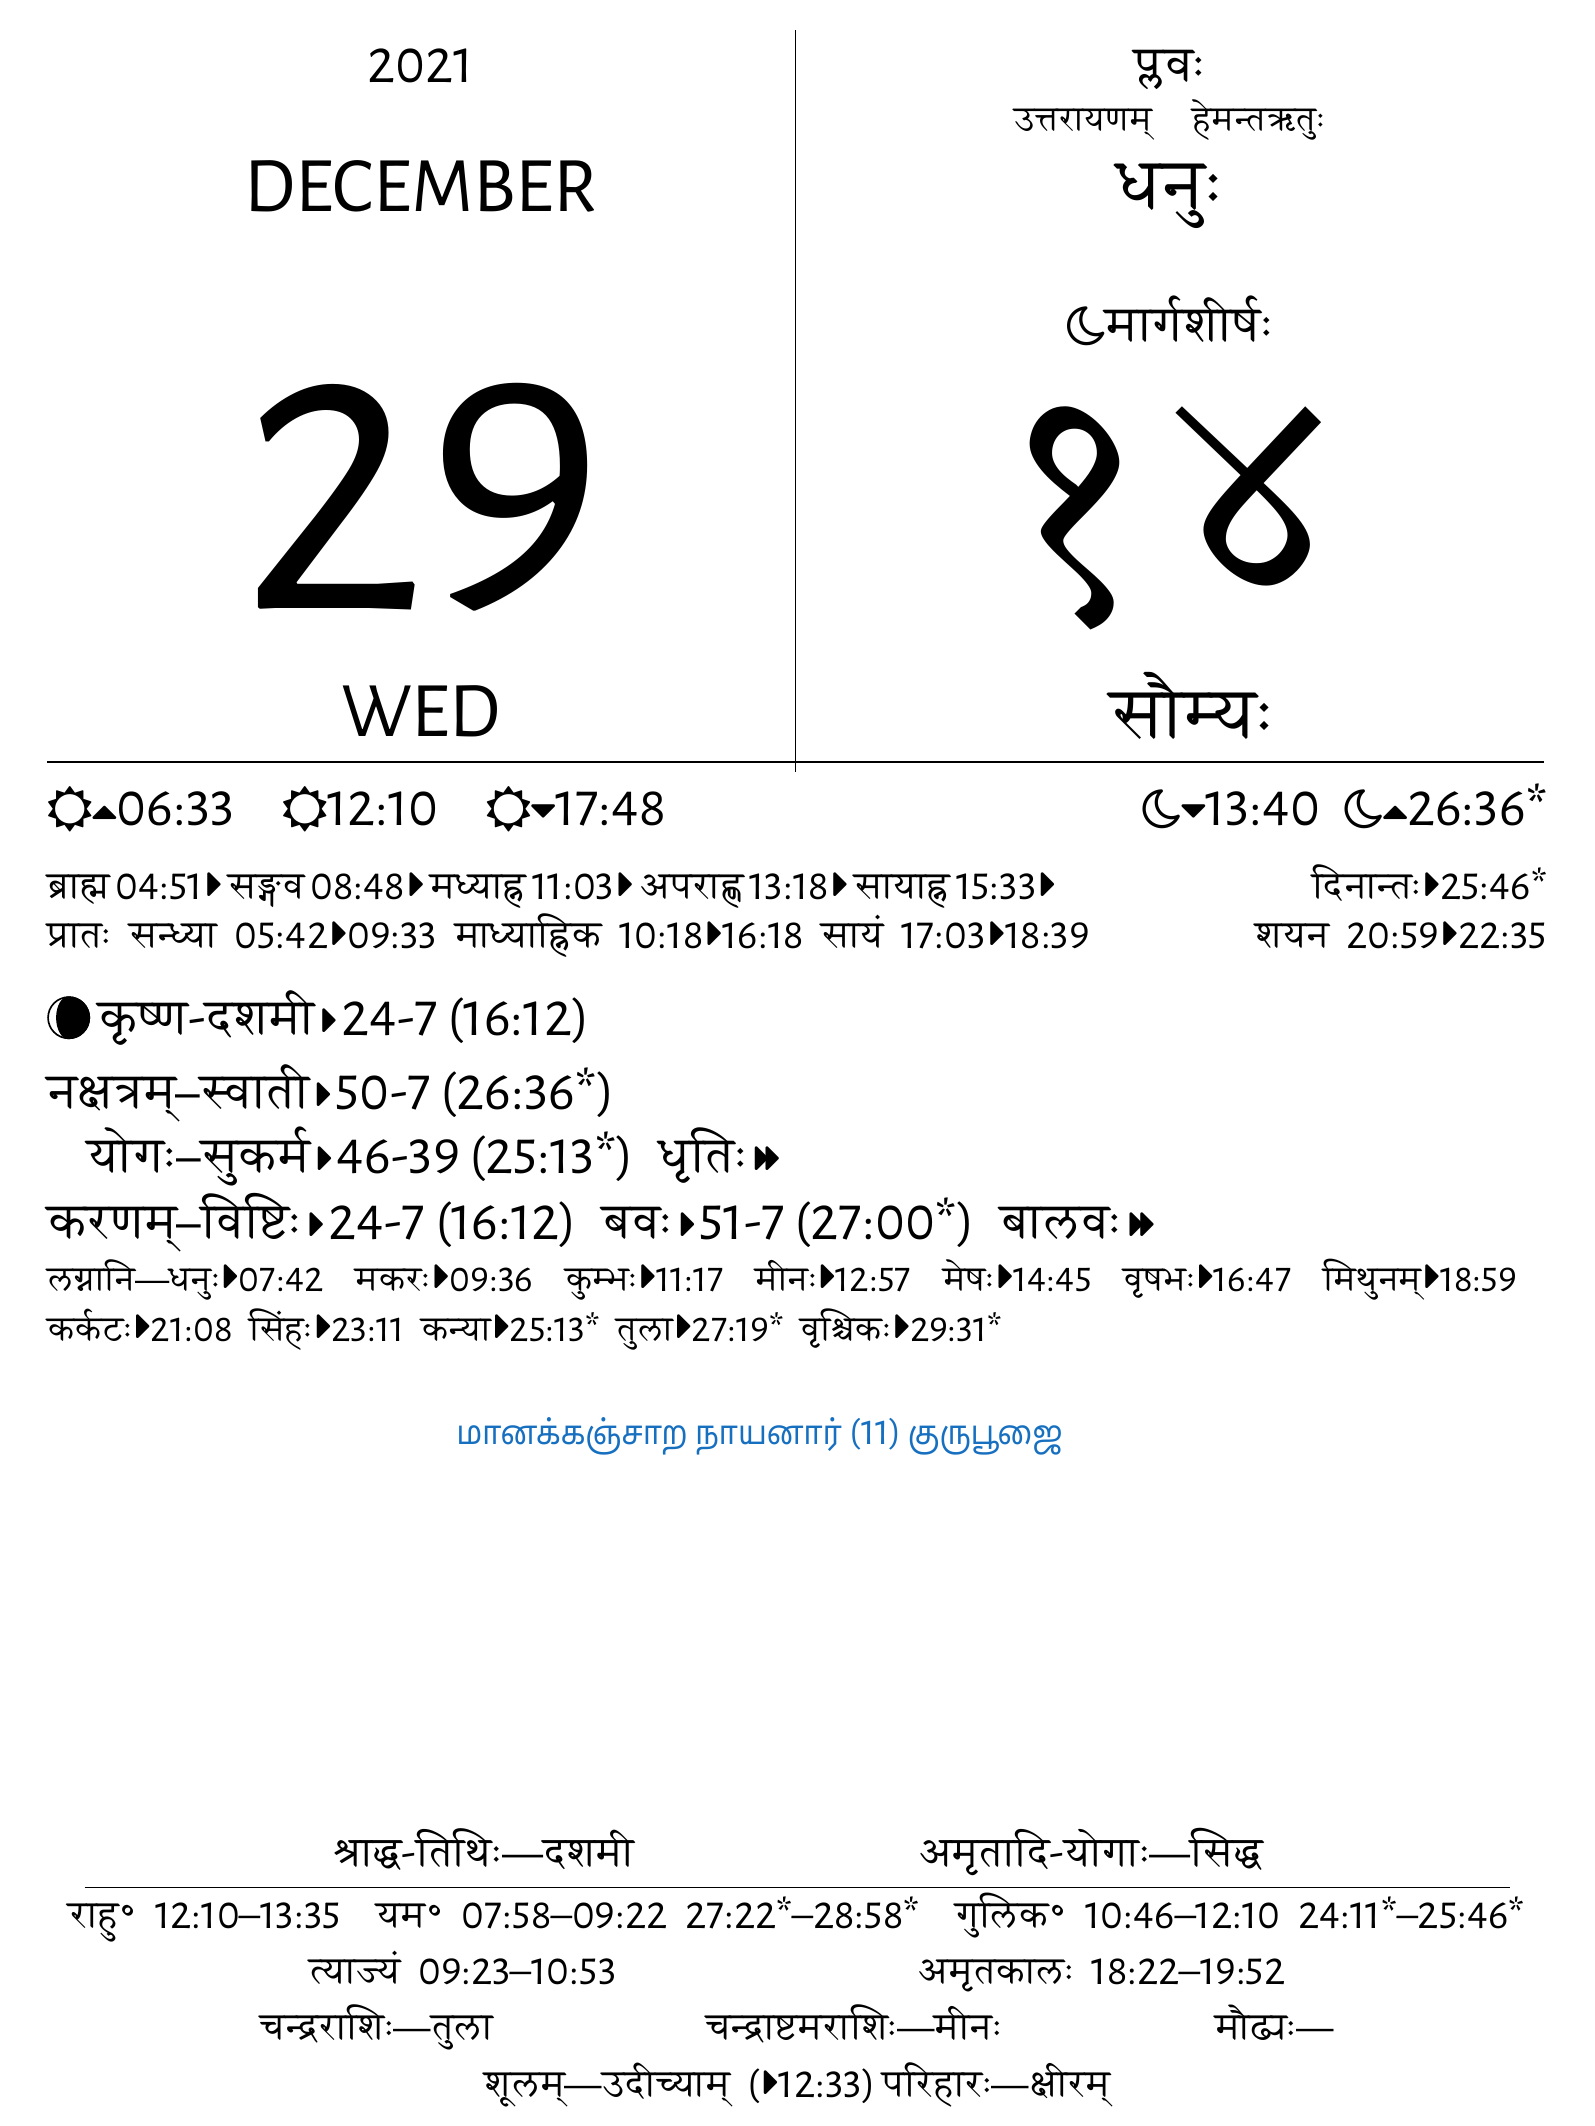 2021
DECEMBER
29
WED
प्लवः
उत्तरायणम् हेमन्तऋतुः
धनुः
मार्गशीर्षः
१४
सौम्यः
06:33 12:10 17:48 13:40 26:36*
ब्राह्म 04:51 सङ्गव 08:48 मध्याह्न 11:03 अपराह्ण 13:18 सायाह्न 15:33 दिनान्तः 25:46*
प्रातः सन्ध्या 05:42 09:33 माध्याह्निक 10:18 16:18 सायं 17:03 18:39 शयन 20:59 22:35
कृष्ण-दशमी 24-7 (16:12)
नक्षत्रम्–स्वाती 50-7 (26:36*)
योगः–सुकर्म 46-39 (25:13*) धृतिः
करणम्–विष्टिः 24-7 (16:12) बवः 51-7 (27:00*) बालवः
लग्नानि—धनुः 07:42 मकरः 09:36 कुम्भः 11:17 मीनः 12:57 मेषः 14:45 वृषभः 16:47 मिथुनम् 18:59
कर्कटः 21:08 सिंहः 23:11 कन्या 25:13* तुला 27:19* वृश्चिकः 29:31*
மானக்கஞ்சாற நாயனார் (11) குருபூஜை
श्राद्ध-तिथिः—दशमी अमृतादि-योगाः—सिद्ध
राहु॰ 12:10–13:35 यम॰ 07:58–09:22 27:22*–28:58* गुलिक॰ 10:46–12:10 24:11*–25:46*
त्याज्यं 09:23–10:53 अमृतकालः 18:22–19:52
चन्द्रराशिः—तुला चन्द्राष्टमराशिः—मीनः मौढ्यः—
शूलम्—उदीच्याम् (12:33) परिहारः—क्षीरम्